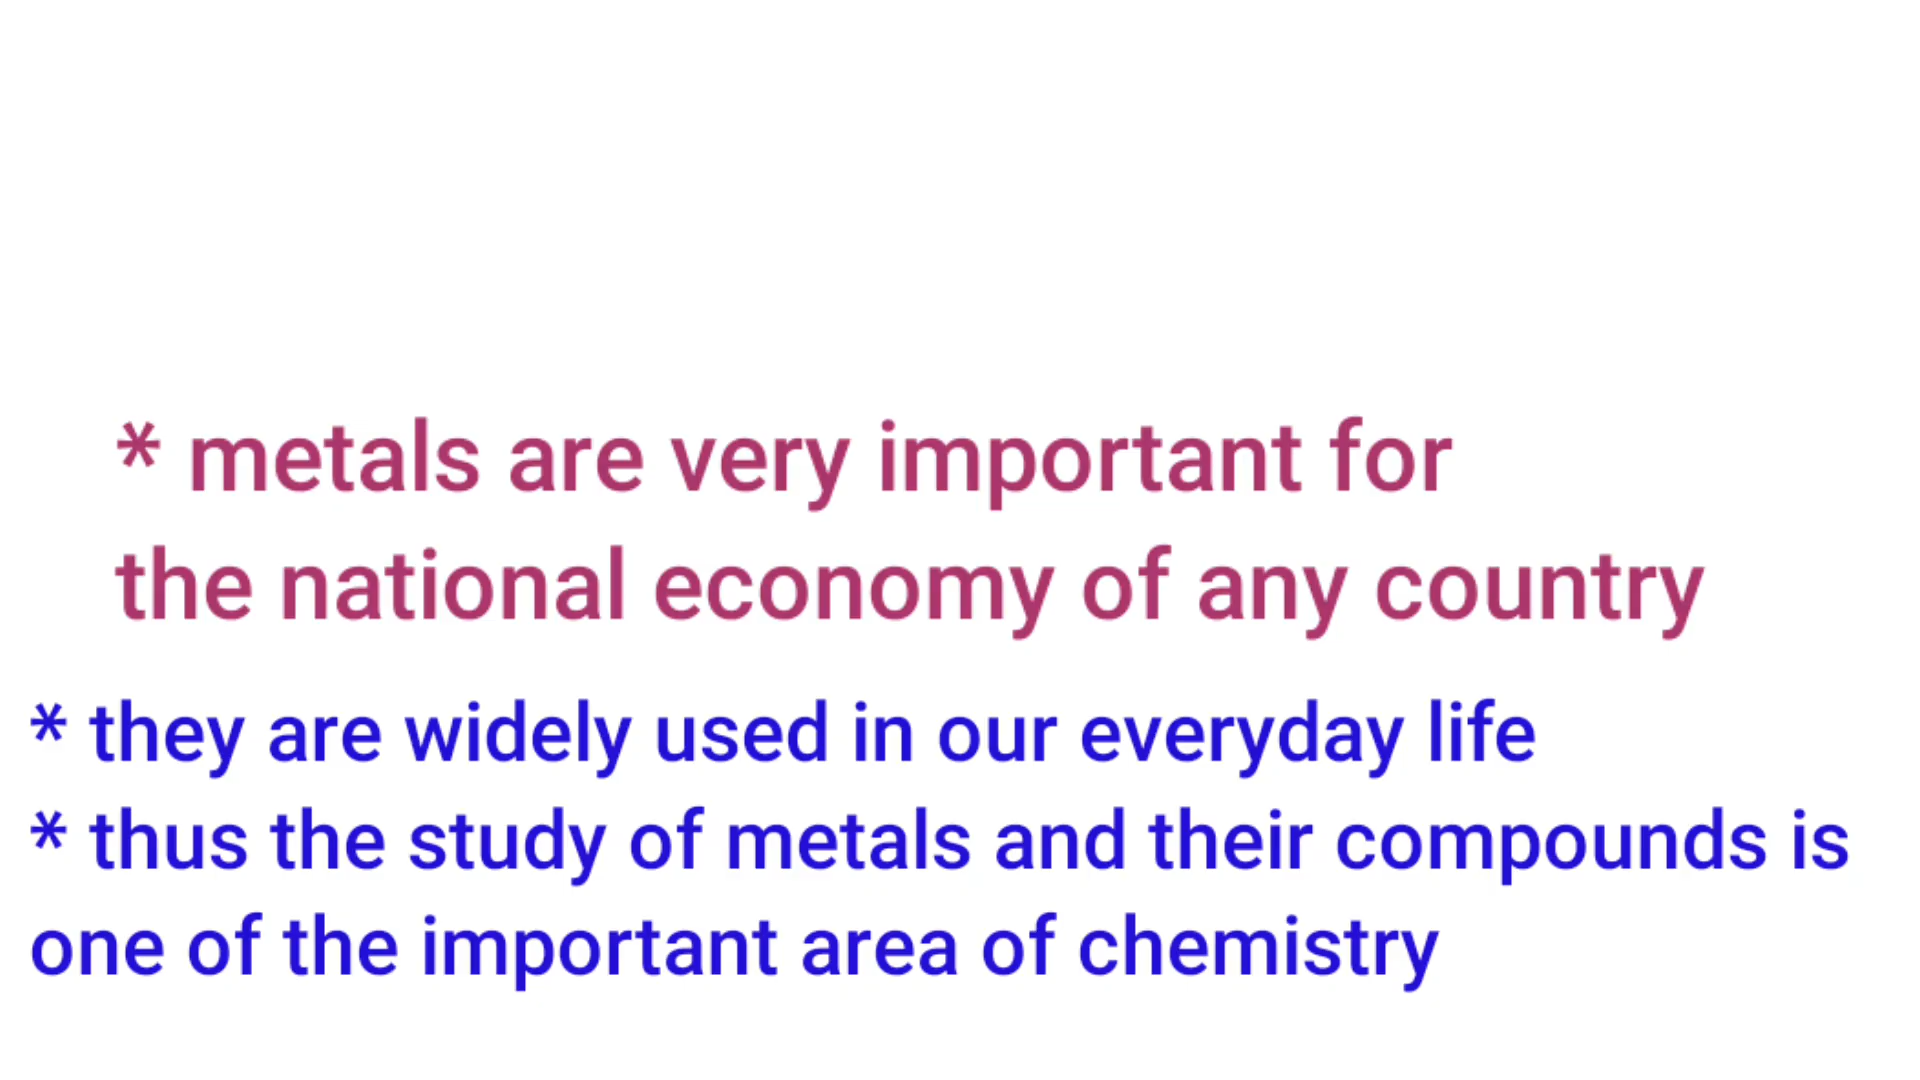 * metals are very important for
the national economy of any country
* they are widely used in our everyday life
* thus the study of metals and their compounds is
one of the important area of chemistry